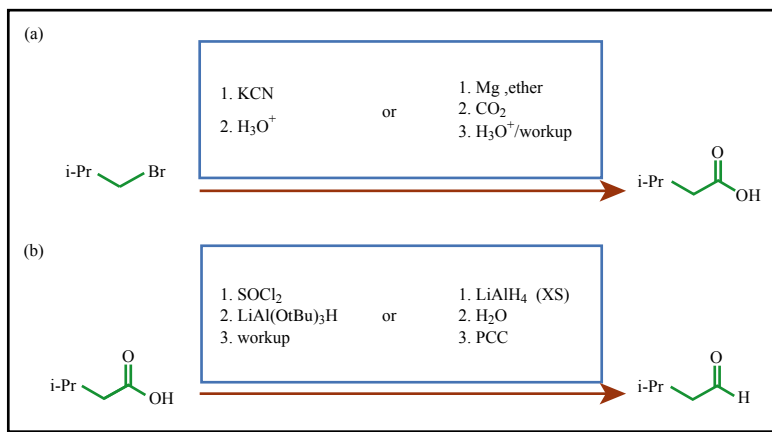 (a)
1. KCN
2. H₃O⁺
or
1. Mg ,ether
2. CO₂
3. H₃O⁺/workup
i-Pr
Br
i-Pr
O
OH
(b)
1. SOCl₂
2. LiAl(OtBu)₃H
3. workup
or
1. LiAlH₄ (XS)
2. H₂O
3. PCC
i-Pr
O
OH
i-Pr
O
H